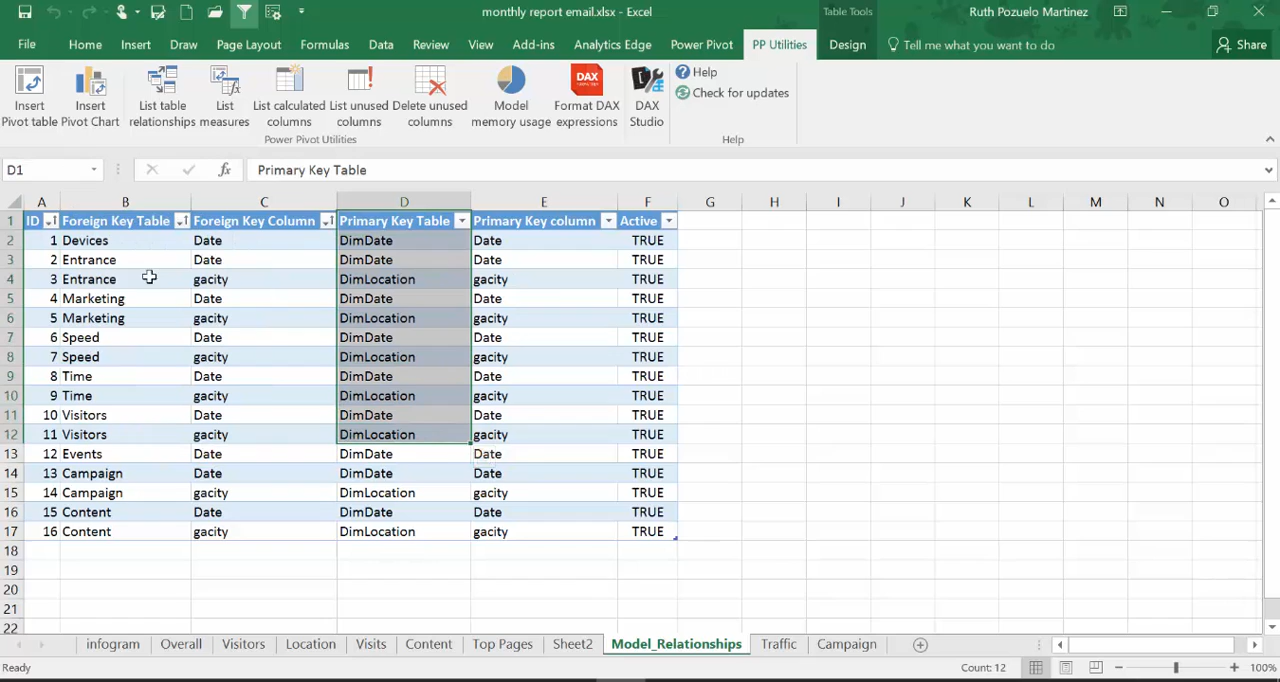 monthly report email.xlsx - Excel
Table Tools
Ruth Pozuelo Martinez
File Home Insert Draw Page Layout Formulas Data Review View Add-ins Analytics Edge Power Pivot PP Utilities Design Tell me what you want to do Share
Insert Pivot table
Insert Pivot Chart
List table relationships
List measures
List calculated columns
List unused columns
Delete unused columns
Model memory usage
DAX
Format DAX expressions
DAX Studio
Help
Check for updates
Power Pivot Utilities
Help
D1 fx Primary Key Table
A B C D E F G H I J K L M N O
1 ID Foreign Key Table Foreign Key Column Primary Key Table Primary Key column Active
2 1 Devices Date DimDate Date TRUE
3 2 Entrance Date DimDate Date TRUE
4 3 Entrance gacity DimLocation gacity TRUE
5 4 Marketing Date DimDate Date TRUE
6 5 Marketing gacity DimLocation gacity TRUE
7 6 Speed Date DimDate Date TRUE
8 7 Speed gacity DimLocation gacity TRUE
9 8 Time Date DimDate Date TRUE
10 9 Time gacity DimLocation gacity TRUE
11 10 Visitors Date DimDate Date TRUE
12 11 Visitors gacity DimLocation gacity TRUE
13 12 Events Date DimDate Date TRUE
14 13 Campaign Date DimDate Date TRUE
15 14 Campaign gacity DimLocation gacity TRUE
16 15 Content Date DimDate Date TRUE
17 16 Content gacity DimLocation gacity TRUE
18
19
20
21
22
infogram Overall Visitors Location Visits Content Top Pages Sheet2 Model_Relationships Traffic Campaign
Ready Count: 12 100%